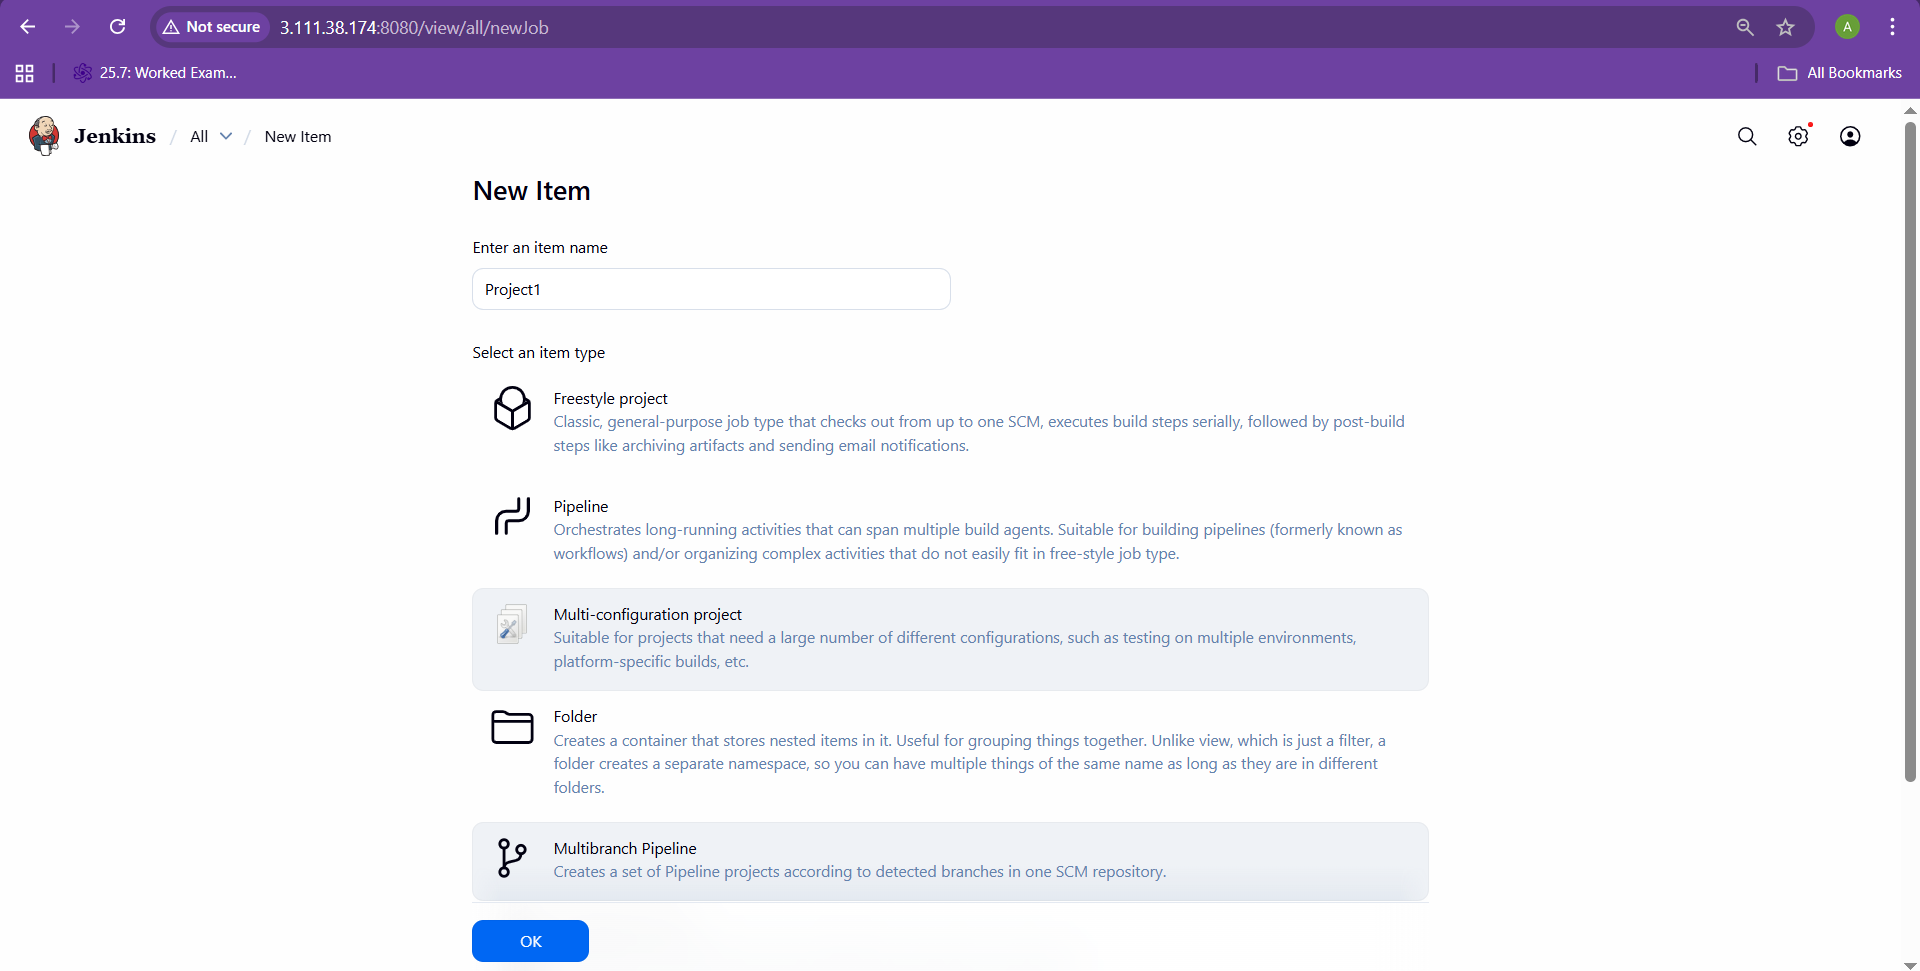 Not secure 3.111.38.174:8080/view/all/newJob A
25.7: Worked Exam... All Bookmarks
Jenkins / All / New Item
New Item
Enter an item name
Project1
Select an item type
Freestyle project
Classic, general-purpose job type that checks out from up to one SCM, executes build steps serially, followed by post-build
steps like archiving artifacts and sending email notifications.
Pipeline
Orchestrates long-running activities that can span multiple build agents. Suitable for building pipelines (formerly known as
workflows) and/or organizing complex activities that do not easily fit in free-style job type.
Multi-configuration project
Suitable for projects that need a large number of different configurations, such as testing on multiple environments,
platform-specific builds, etc.
Folder
Creates a container that stores nested items in it. Useful for grouping things together. Unlike view, which is just a filter, a
folder creates a separate namespace, so you can have multiple things of the same name as long as they are in different
folders.
Multibranch Pipeline
Creates a set of Pipeline projects according to detected branches in one SCM repository.
OK